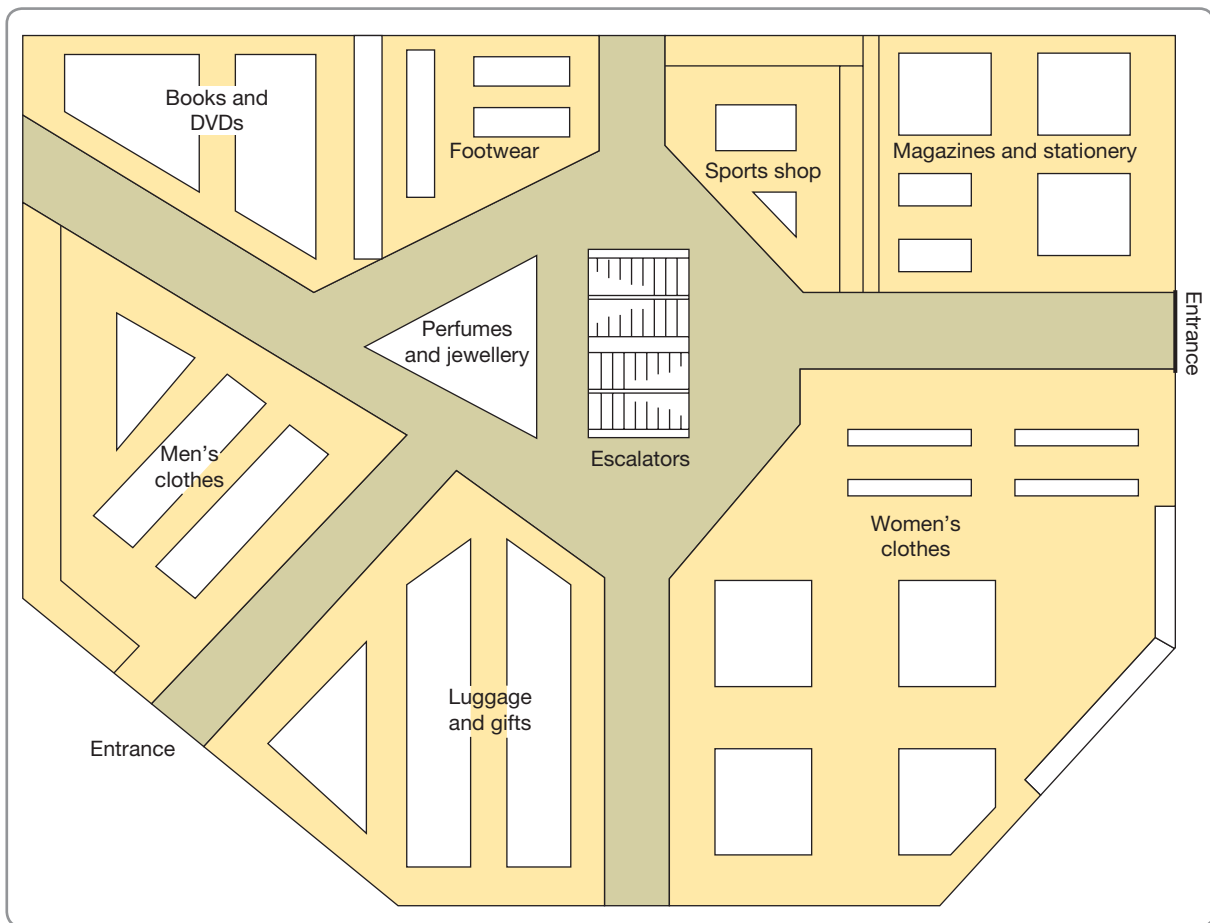 Books and
DVDs
Footwear
Sports shop
Magazines and stationery
Entrance
Perfumes
and jewellery
Escalators
Men's
clothes
Women's
clothes
Luggage
and gifts
Entrance